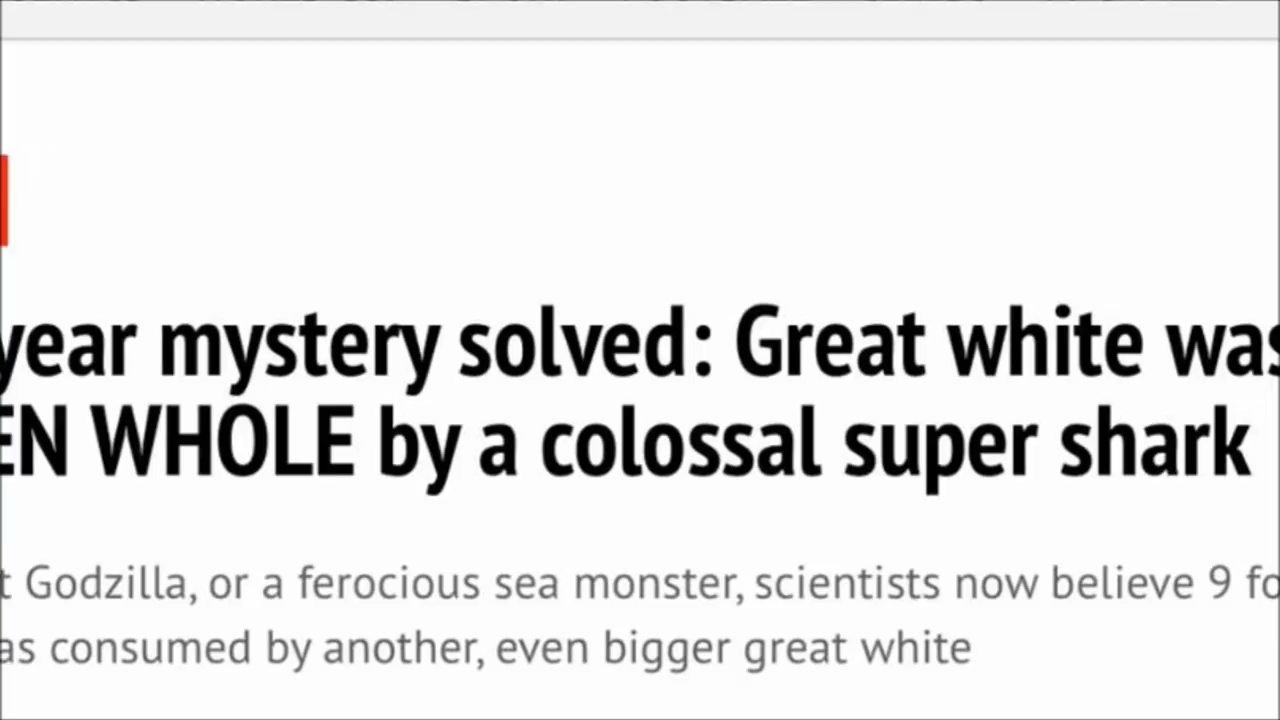 year mystery solved: Great white was
EN WHOLE by a colossal super shark
t Godzilla, or a ferocious sea monster, scientists now believe 9 fo
as consumed by another, even bigger great white